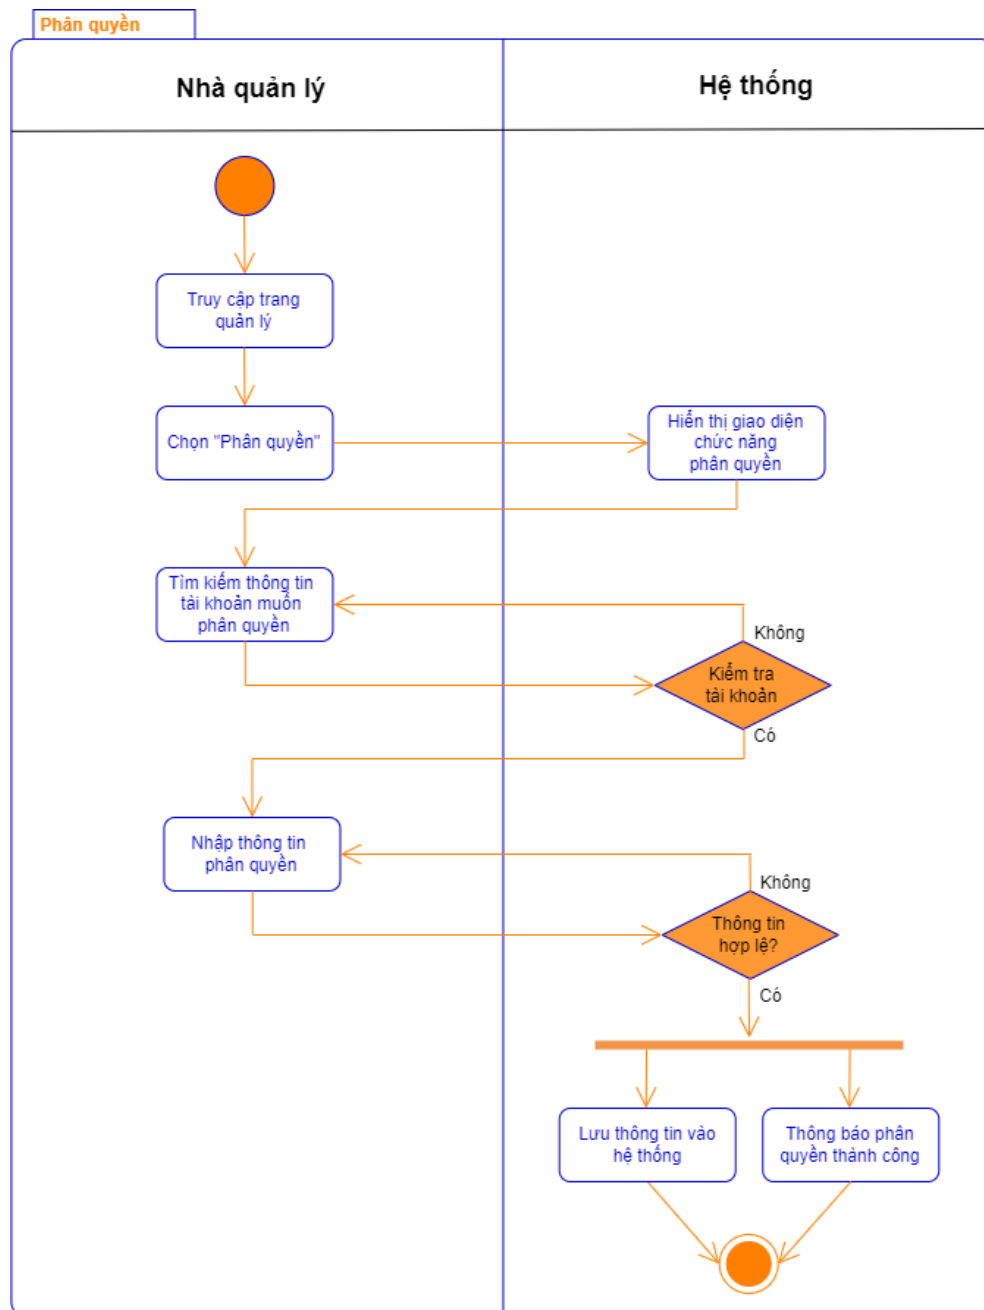 Phân quyền
Nhà quản lý
Hệ thống
Truy cập trang
quản lý
Chọn "Phân quyền"
Hiển thị giao diện
chức năng
phân quyền
Tìm kiếm thông tin
tài khoản muốn
phân quyền
Không
Kiểm tra
tài khoản
Có
Nhập thông tin
phân quyền
Không
Thông tin
hợp lệ?
Có
Lưu thông tin vào
hệ thống
Thông báo phân
quyền thành công